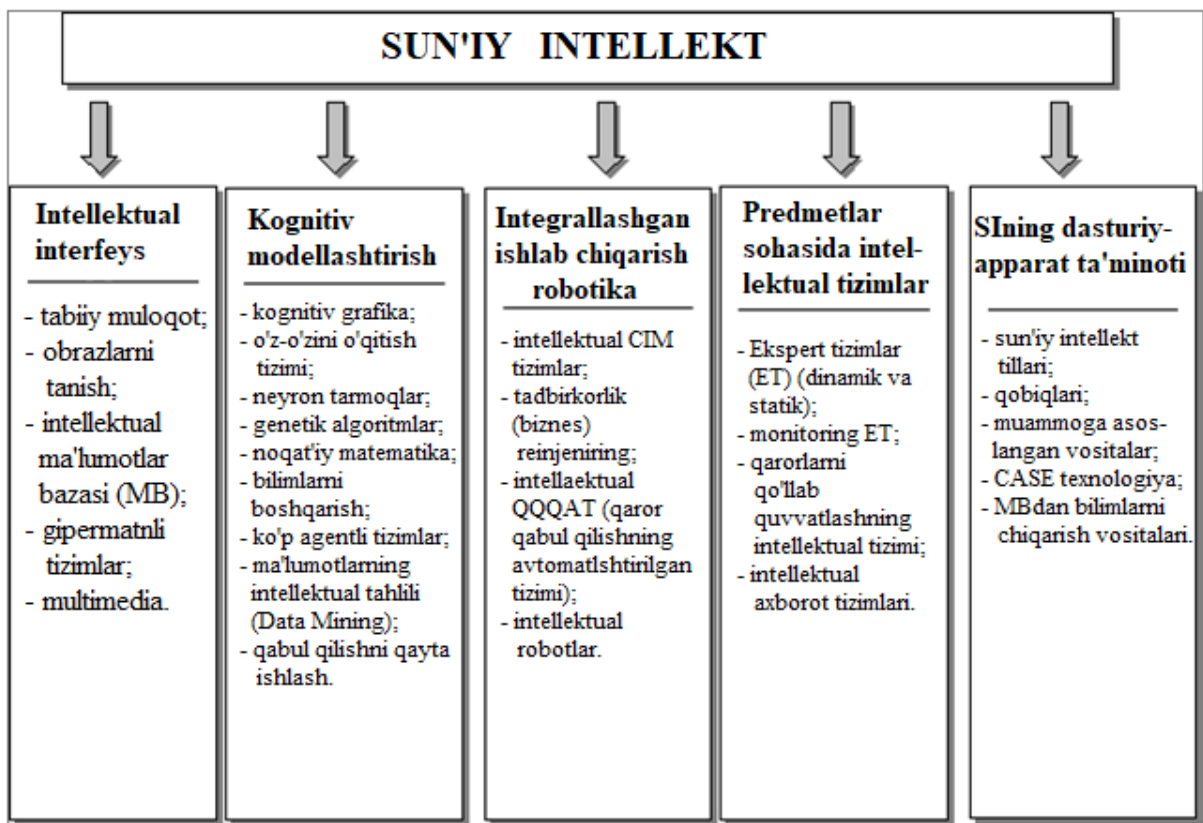 SUN'IY INTELLEKT
Intellektual
interfeys
- tabiiy muloqot;
- obrazlarni
tanish;
- intellektual
ma'lumotlar
bazasi (MB);
- gipermatnli
tizimlar;
- multimedia.
Kognitiv
modellashtirish
- kognitiv grafika;
- o'z-o'zini o'qitish
tizimi;
- neyron tarmoqlar;
- genetik algoritmlar;
- noqat'iy matematika;
- bilimlarni
boshqarish;
- ko'p agentli tizimlar;
- ma'lumotlarning
intellektual tahlili
(Data Mining);
- qabul qilishni qayta
ishlash.
Integrallashgan
ishlab chiqarish
robotika
- intellektual CIM
tizimlar;
- tadbirkorlik
(biznes)
reinjeniring;
- intellaektual
QQQAT (qaror
qabul qilishning
avtomatlshtirilgan
tizimi);
- intellektual
robotlar.
Predmetlar
sohasida intel-
lektual tizimlar
- Ekspert tizimlar
(ET) (dinamik va
statik);
- monitoring ET;
- qarorlarni
qo'llab
quvvatlashning
intellektual tizimi;
- intellektual
axborot tizimlari.
SIning dasturiy-
apparat ta'minoti
- sun'iy intellekt
tillari;
- qobiqlari;
- muammoga asos-
langan vositalar;
- CASE texnologiya;
- MBdan bilimlarni
chiqarish vositalari.